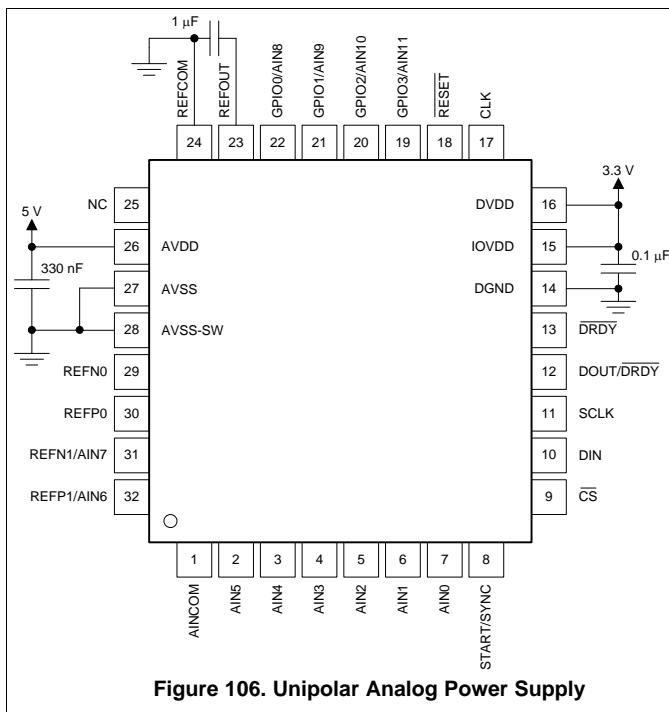 1 μF
REFCOM
REFOUT
GPIO0/AIN8
GPIO1/AIN9
GPIO2/AIN10
GPIO3/AIN11
RESET
CLK
24 23 22 21 20 19 18 17
NC 25
5 V
26 AVDD
330 nF
27 AVSS
28 AVSS-SW
REFN0 29
REFP0 30
REFN1/AIN7 31
REFP1/AIN6 32
3.3 V
DVDD 16
IOVDD 15
0.1 μF
DGND 14
13 DRDY
12 DOUT/DRDY
11 SCLK
10 DIN
9 CS
1 2 3 4 5 6 7 8
AINCOM
AIN5
AIN4
AIN3
AIN2
AIN1
AIN0
START/SYNC
Figure 106. Unipolar Analog Power Supply